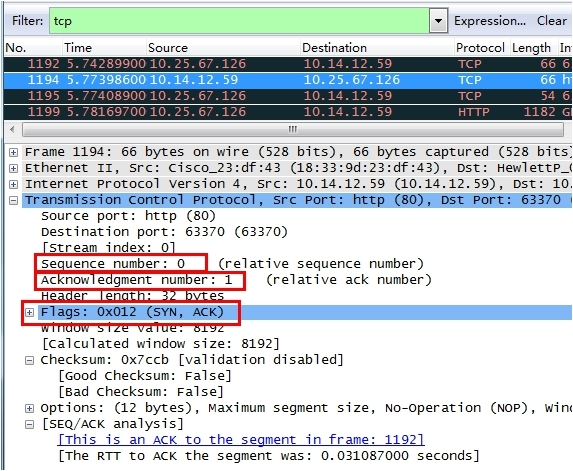 Filter: tcp Expression... Clear
No. Time Source Destination Protocol Length
1192 5.74289900 10.25.67.126 10.14.12.59 TCP 66 6
1194 5.77398600 10.14.12.59 10.25.67.126 TCP 66 h
1195 5.77408900 10.25.67.126 10.14.12.59 TCP 54 6
1199 5.78169700 10.25.67.126 10.14.12.59 HTTP 1182
Frame 1194: 66 bytes on wire (528 bits), 66 bytes captured (528 bits)
Ethernet II, Src: Cisco_23:df:43 (18:33:9d:23:df:43), Dst: HewlettP_
Internet Protocol Version 4, Src: 10.14.12.59 (10.14.12.59), Dst: 10.
Transmission Control Protocol, Src Port: http (80), Dst Port: 63370 (
Source port: http (80)
Destination port: 63370 (63370)
[Stream index: 0]
Sequence number: 0 (relative sequence number)
Acknowledgment number: 1 (relative ack number)
Header length: 32 bytes
Flags: 0x012 (SYN, ACK)
Window size value: 8192
[Calculated window size: 8192]
Checksum: 0x7ccb [validation disabled]
[Good Checksum: False]
[Bad Checksum: False]
Options: (12 bytes), Maximum segment size, No-Operation (NOP), Win
[SEQ/ACK analysis]
[This is an ACK to the segment in frame: 1192]
[The RTT to ACK the segment was: 0.031087000 seconds]